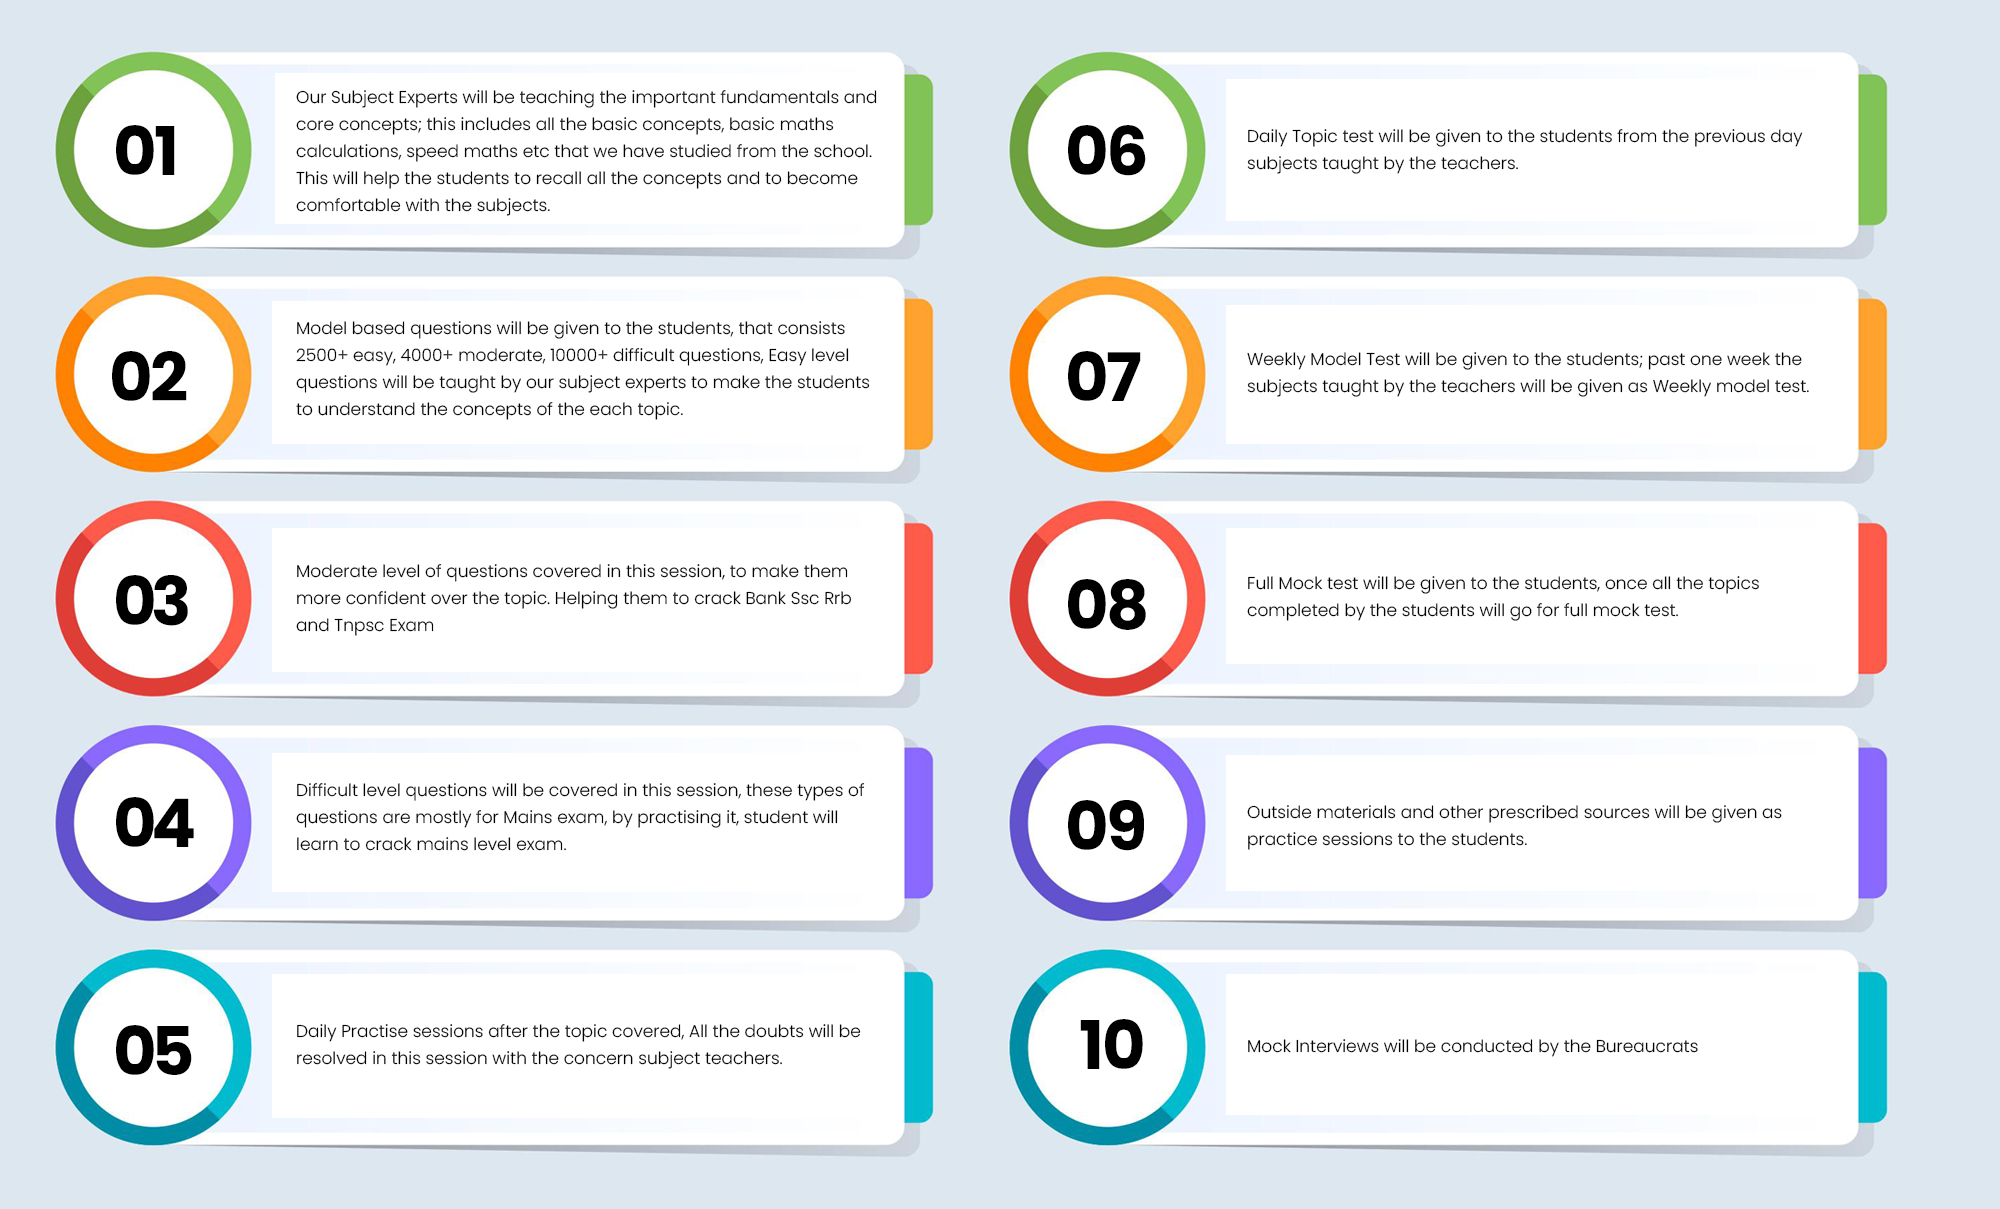 01
Our Subject Experts will be teaching the important fundamentals and
core concepts; this includes all the basic concepts, basic maths
calculations, speed maths etc that we have studied from the school.
This will help the students to recall all the concepts and to become
comfortable with the subjects.
02
Model based questions will be given to the students, that consists
2500+ easy, 4000+ moderate, 10000+ difficult questions, Easy level
questions will be taught by our subject experts to make the students
to understand the concepts of the each topic.
03
Moderate level of questions covered in this session, to make them
more confident over the topic. Helping them to crack Bank Ssc Rrb
and Tnpsc Exam
04
Difficult level questions will be covered in this session, these types of
questions are mostly for Mains exam, by practising it, student will
learn to crack mains level exam.
05
Daily Practise sessions after the topic covered, All the doubts will be
resolved in this session with the concern subject teachers.
06
Daily Topic test will be given to the students from the previous day
subjects taught by the teachers.
07
Weekly Model Test will be given to the students; past one week the
subjects taught by the teachers will be given as Weekly model test.
08
Full Mock test will be given to the students, once all the topics
completed by the students will go for full mock test.
09
Outside materials and other prescribed sources will be given as
practice sessions to the students.
10
Mock Interviews will be conducted by the Bureaucrats